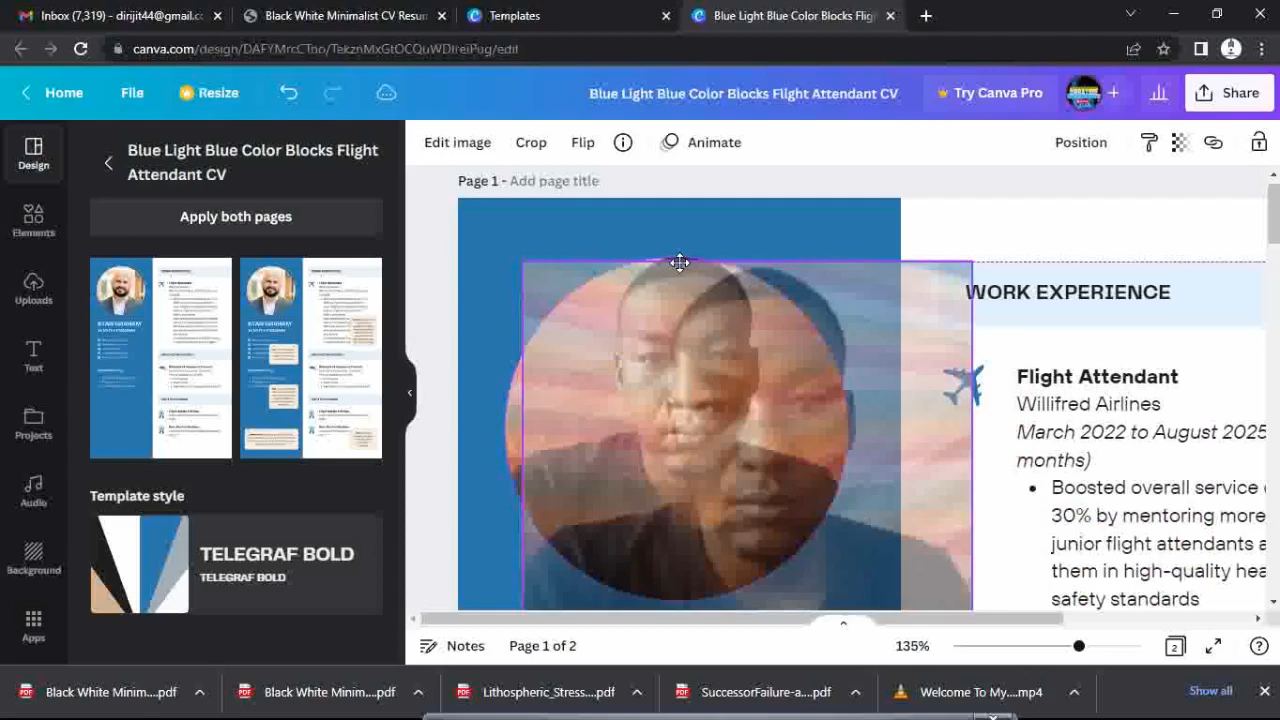 Inbox (7,319) - dinjit44@gmail.c
Black White Minimalist CV Resun
Templates
Blue Light Blue Color Blocks Flig
canva.com/design/
/edit
Home
File
Resize
Blue Light Blue Color Blocks Flight Attendant CV
Try Canva Pro
Share
Design
Elements
Uploads
Text
Projects
Audio
Background
Apps
Blue Light Blue Color Blocks Flight
Attendant CV
Apply both pages
Template style
TELEGRAF BOLD
TELEGRAF BOLD
Edit image
Crop
Flip
Animate
Position
Page 1 - Add page title
WORK EXPERIENCE
Flight Attendant
Willifred Airlines
March 2022 to August 2025
months)
• Boosted overall service
30% by mentoring more
junior flight attendants a
them in high-quality hea
safety standards
Notes
Page 1 of 2
135%
2
Black White Minim....pdf
Black White Minim....pdf
Lithospheric_Stress....pdf
SuccessorFailure-a....pdf
Welcome To My....mp4
Show all